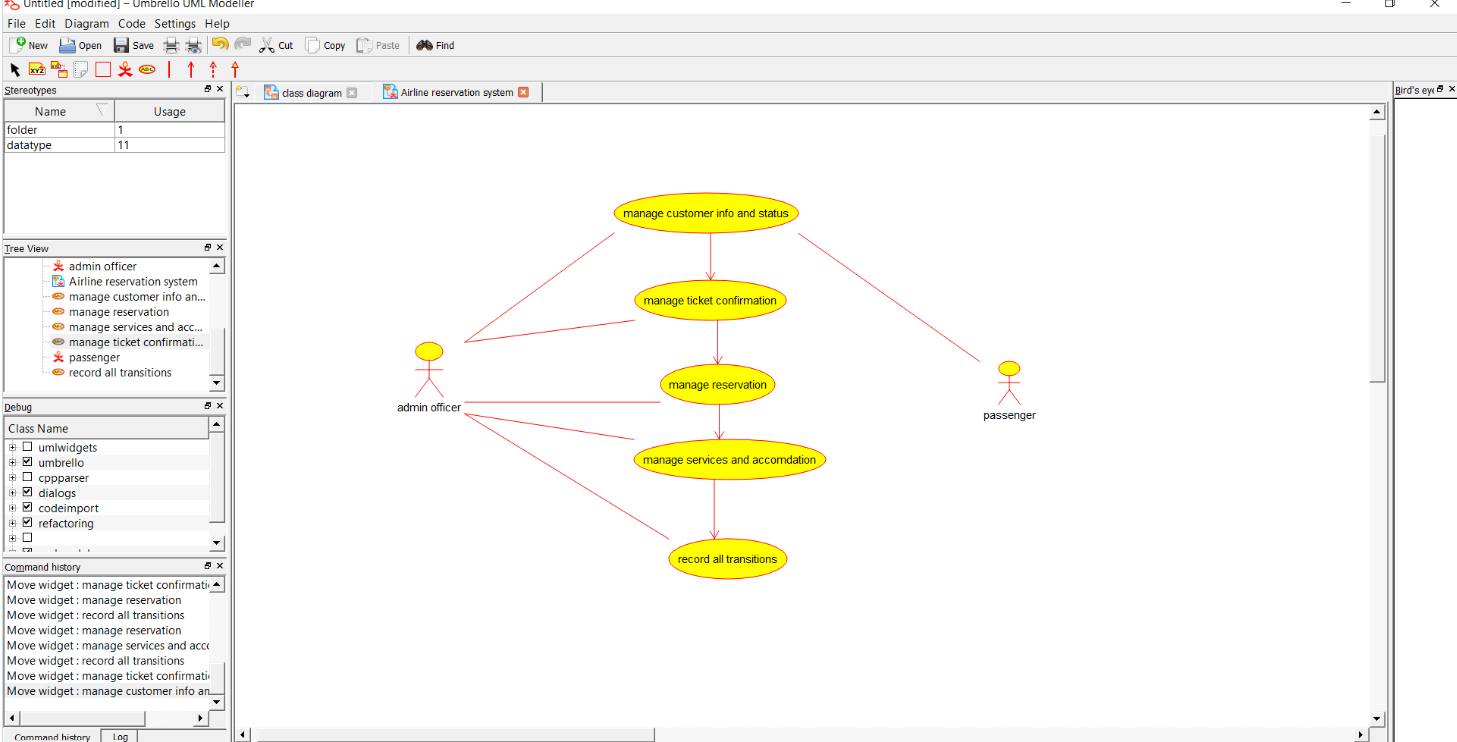 Untitled [modified] – Umbrello UML Modeller
File Edit Diagram Code Settings Help
New Open Save Cut Copy Paste Find
XYZ ABC
Stereotypes
Name Usage
folder 1
datatype 11
Tree View
admin officer
Airline reservation system
manage customer info an...
manage reservation
manage services and acc...
manage ticket confirmati...
passenger
record all transitions
Debug
Class Name
umlwidgets
umbrello
cppparser
dialogs
codeimport
refactoring
Command history
Move widget : manage ticket confirmati
Move widget : manage reservation
Move widget : record all transitions
Move widget : manage reservation
Move widget : manage services and acco
Move widget : record all transitions
Move widget : manage ticket confirmati
Move widget : manage customer info an
Command history Log
class diagram Airline reservation system
manage customer info and status
manage ticket confirmation
manage reservation
admin officer
passenger
manage services and accomdation
record all transitions
Bird's eye